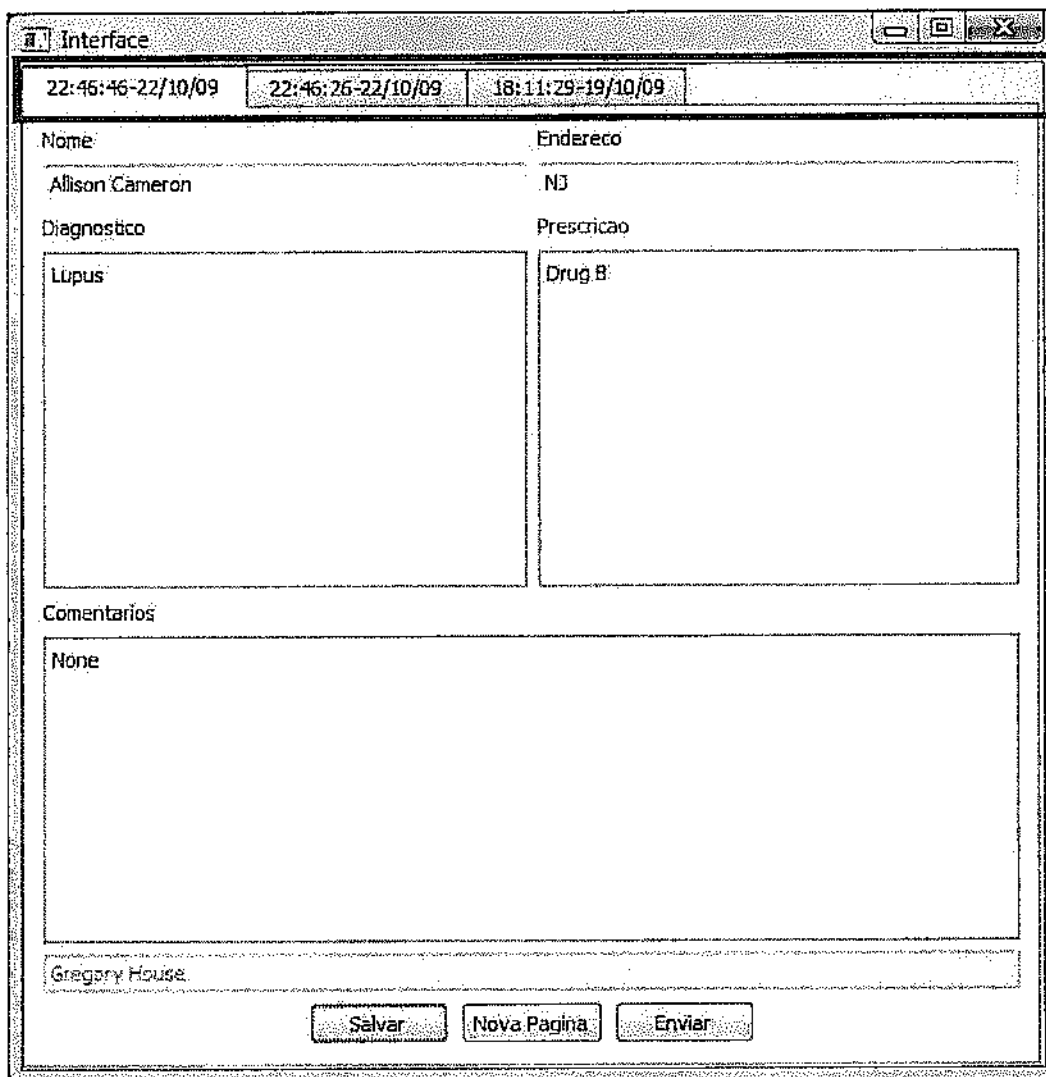 Interface
22:46:46-22/10/09 22:46:26-22/10/09 18:11:29-19/10/09
Nome Endereco
Allison Cameron NJ
Diagnostico Prescricao
Lupus Drug B
Comentarios
None
Gregory House
Salvar Nova Pagina Enviar